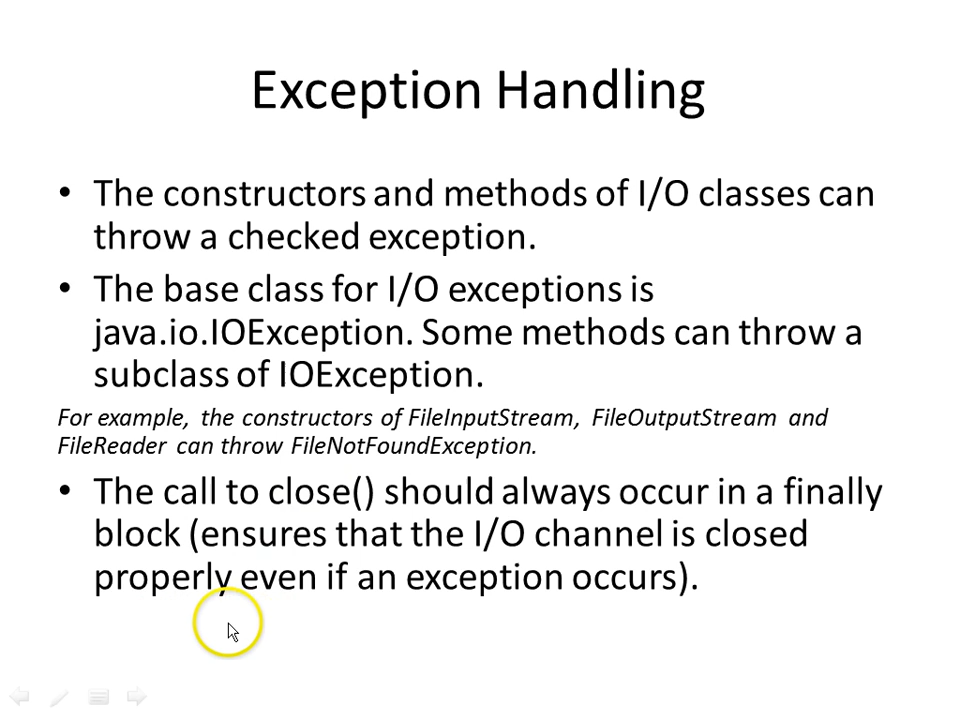 Exception Handling
• The constructors and methods of I/O classes can
throw a checked exception.
• The base class for I/O exceptions is
java.io.IOException. Some methods can throw a
subclass of IOException.
For example, the constructors of FileInputStream, FileOutputStream and
FileReader can throw FileNotFoundException.
• The call to close() should always occur in a finally
block (ensures that the I/O channel is closed
properly even if an exception occurs).